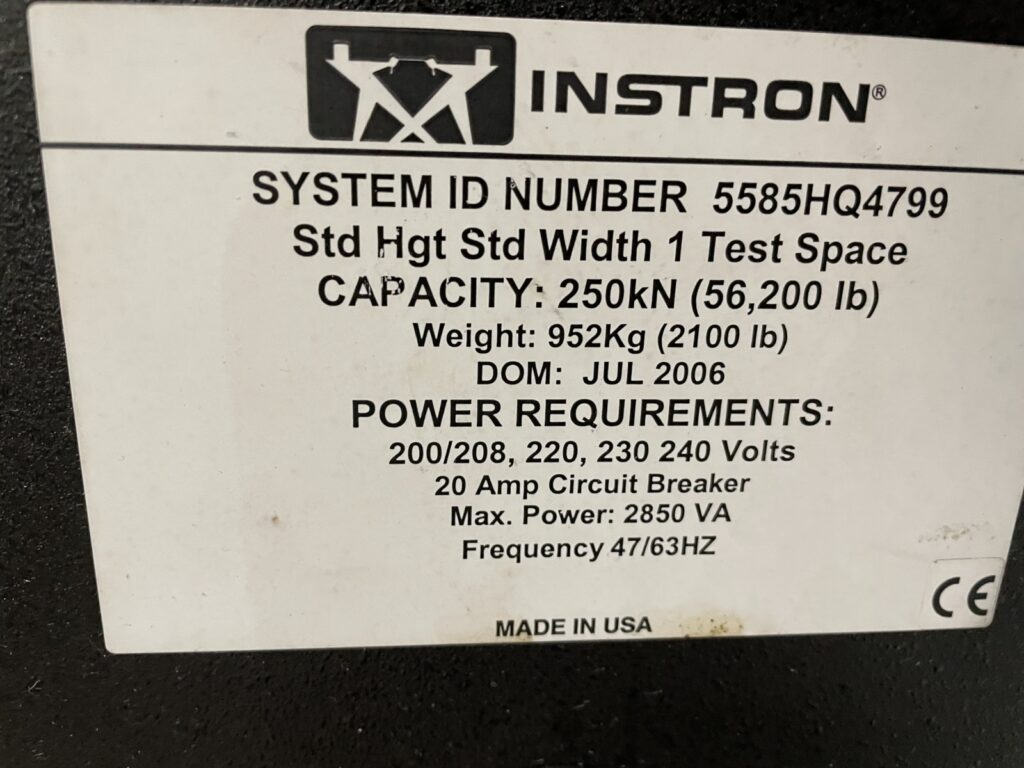 INSTRON®
SYSTEM ID NUMBER 5585HQ4799
Std Hgt Std Width 1 Test Space
CAPACITY: 250kN (56,200 lb)
Weight: 952Kg (2100 lb)
DOM: JUL 2006
POWER REQUIREMENTS:
200/208, 220, 230 240 Volts
20 Amp Circuit Breaker
Max. Power: 2850 VA
Frequency 47/63HZ
CE
MADE IN USA